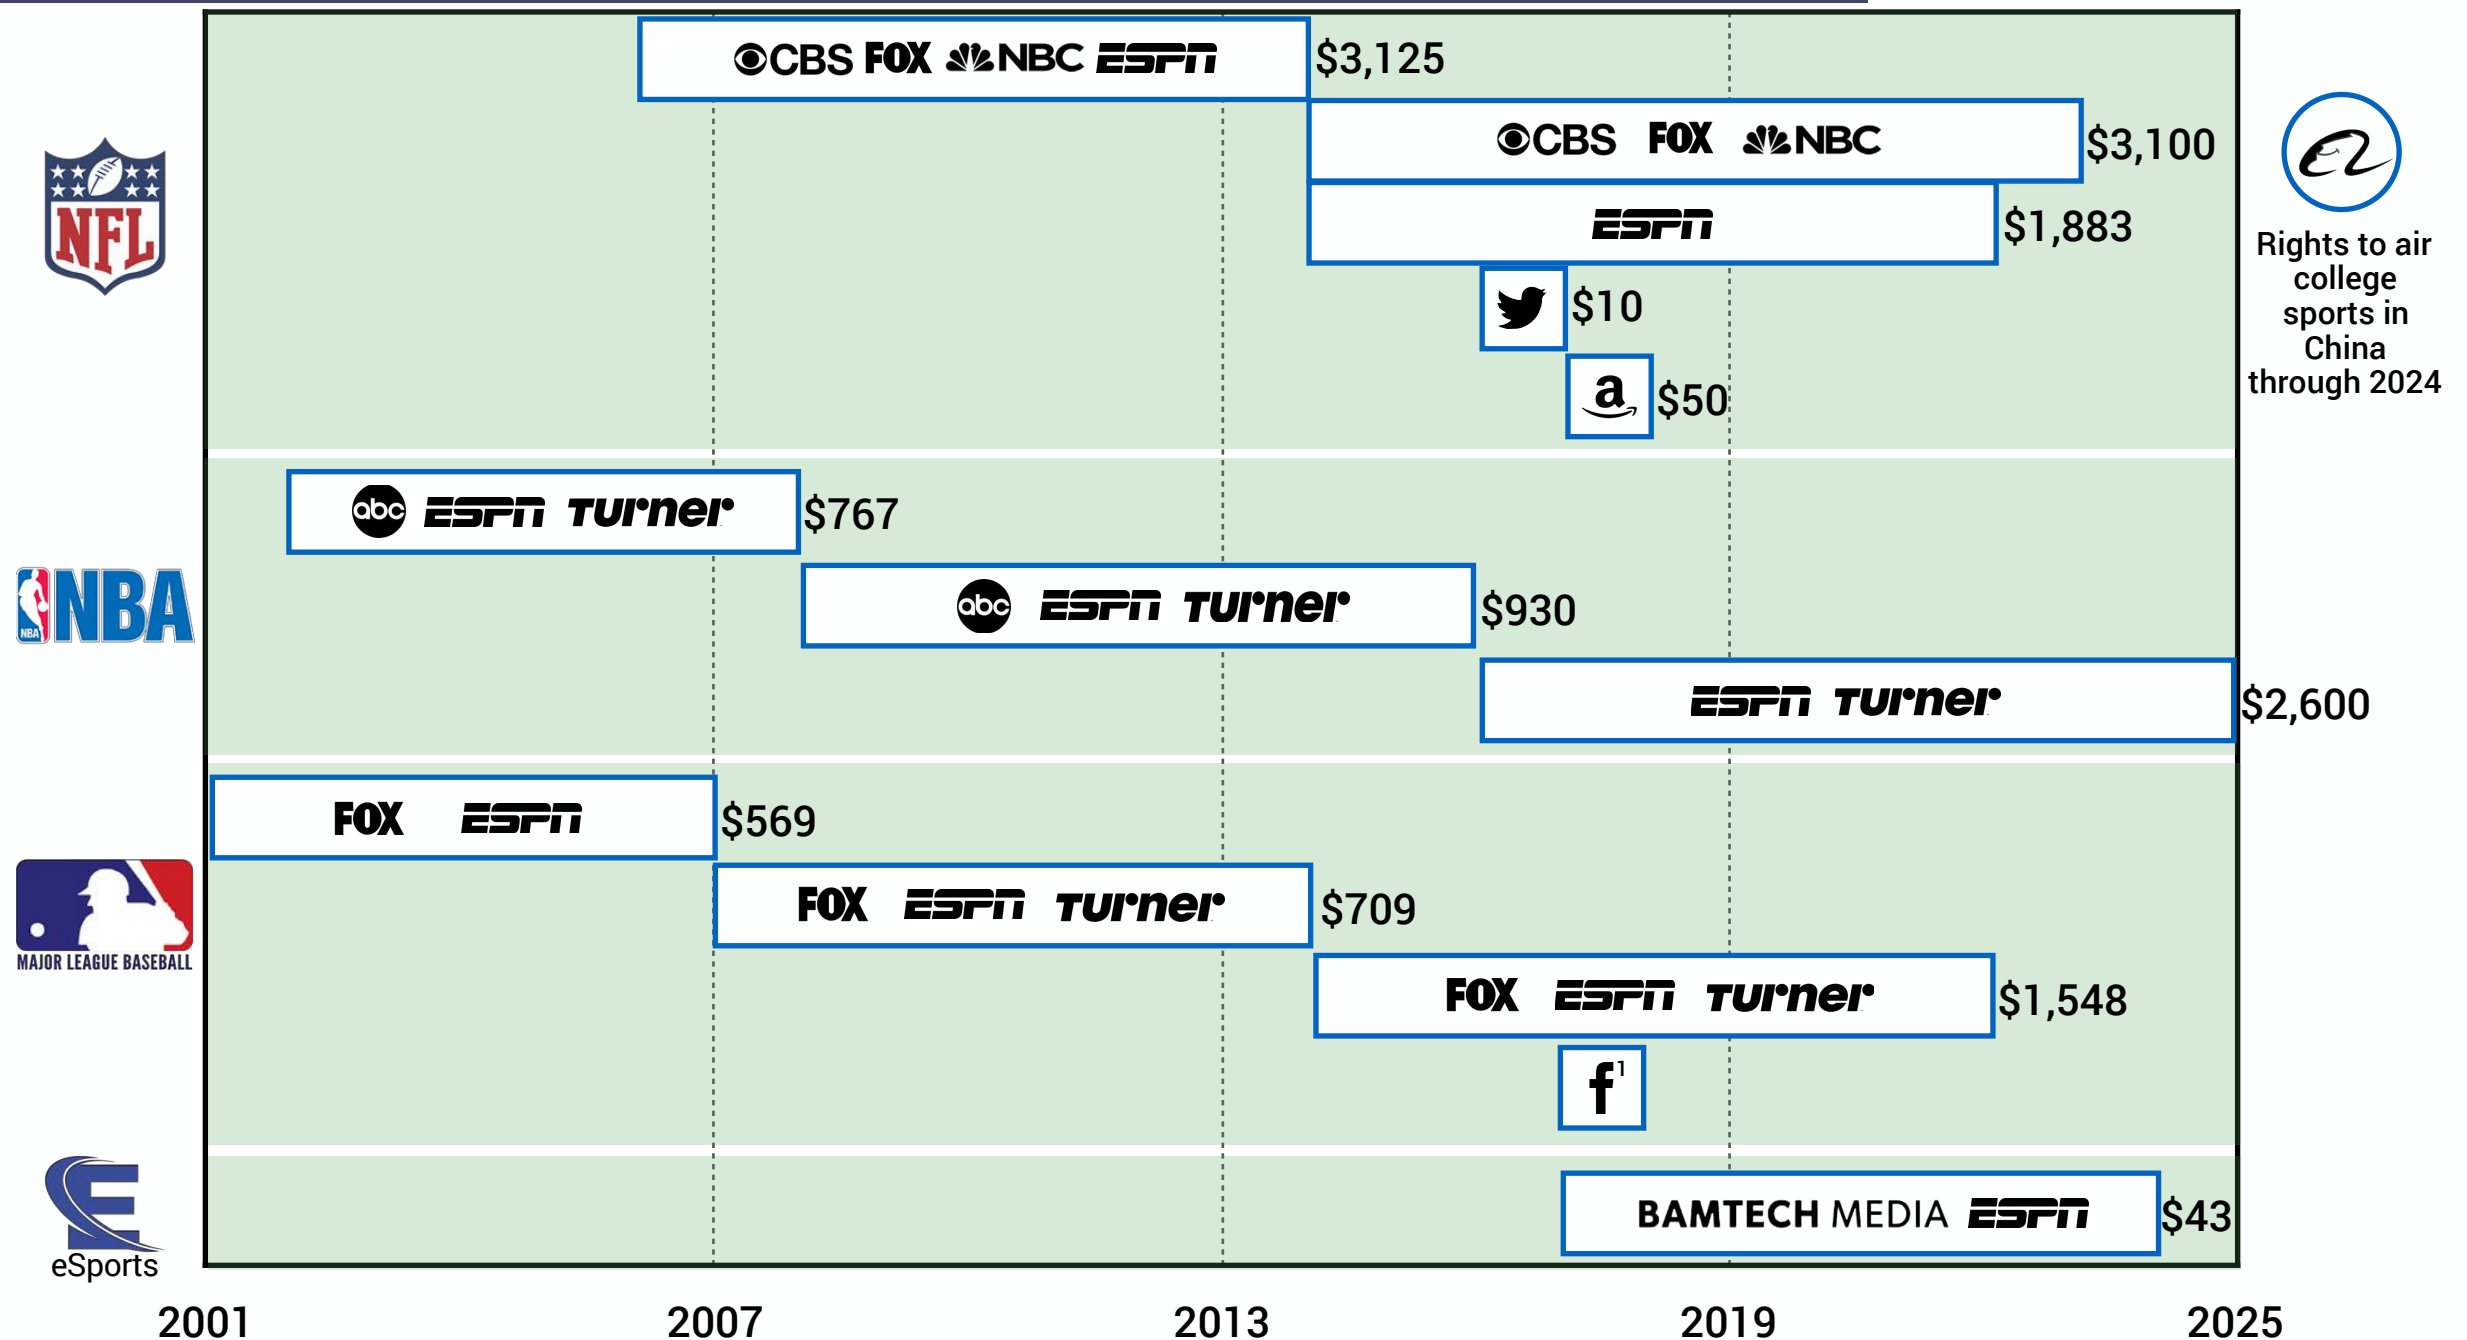 CBS FOX NBC ESPN $3,125
CBS FOX NBC $3,100
NFL
ESPN $1,883
Rights to air
college
sports in
China
through 2024
$10
a $50
abc ESPN Turner $767
NBA NBA
abc ESPN Turner $930
ESPN Turner $2,600
FOX ESPN $569
MAJOR LEAGUE BASEBALL
FOX ESPN Turner $709
FOX ESPN Turner $1,548
f¹
E
eSports
BAMTECH MEDIA ESPN $43
2001 2007 2013 2019 2025